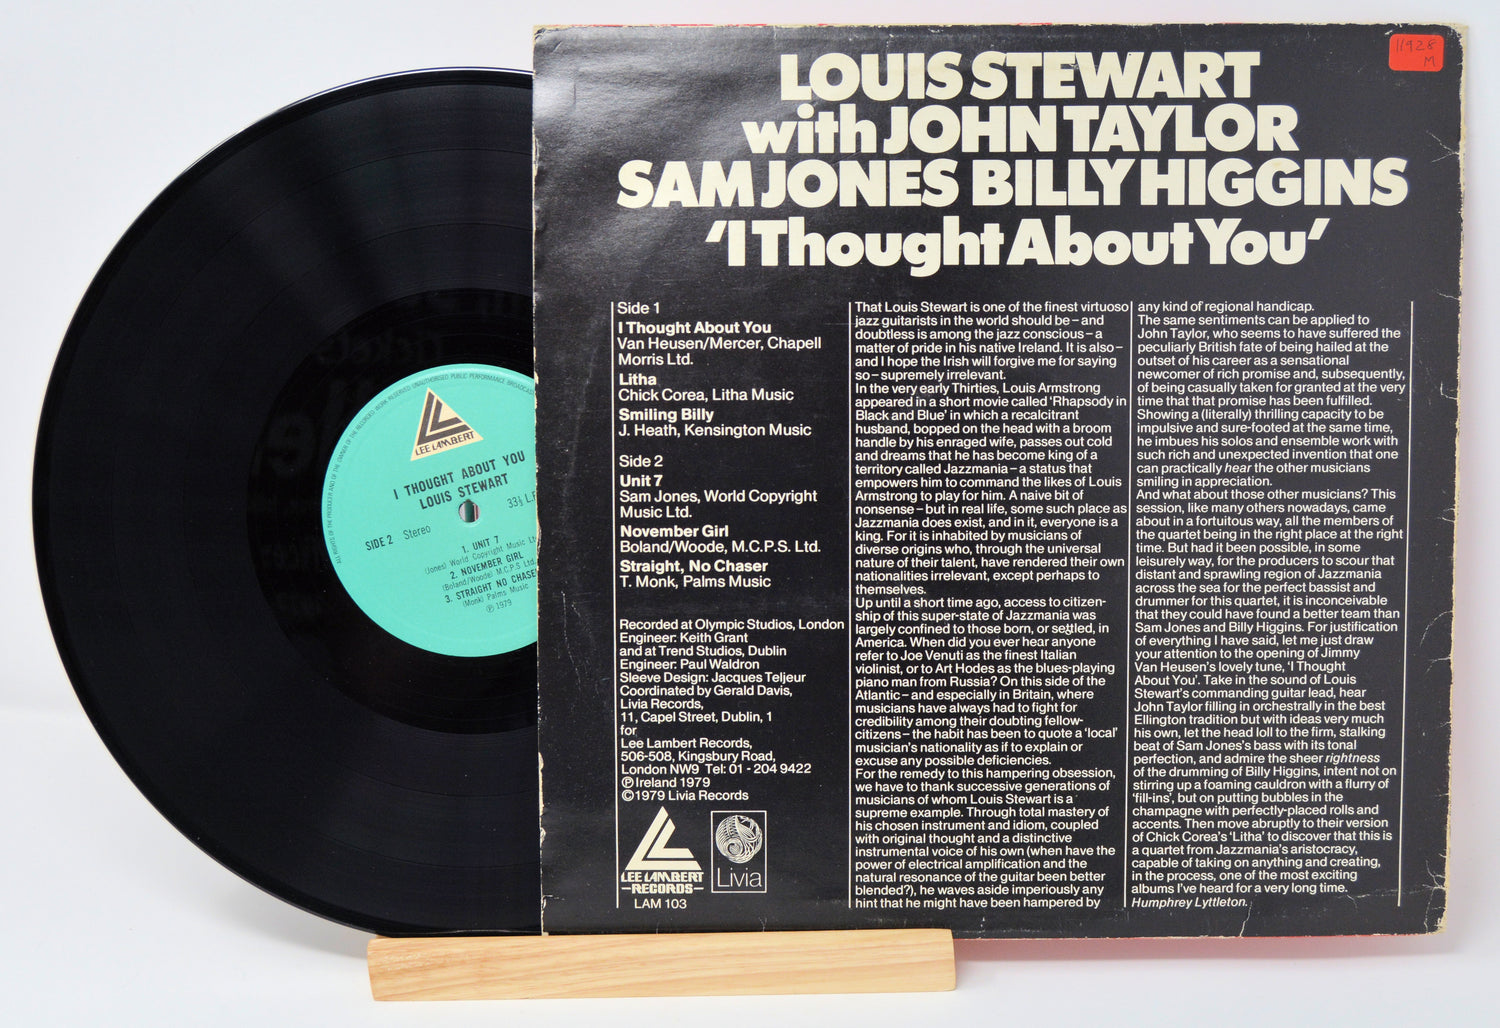 ALL RIGHTS OF THE PRODUCER AND OF THE OWNER OF THE RECORDED WORK RESERVED UNAUTHORISED PUBLIC PERFORMANCE BROADCAS
LEE LAMBERT
I THOUGHT ABOUT YOU
LOUIS STEWART
SIDE 2 Stereo
33⅓ L.P
1. UNIT 7
(Jones) World Copyright Music Lt
2. NOVEMBER GIRL
(Boland/Woode) M.C.P.S. Ltd.
3. STRAIGHT NO CHASER
(Monk) Palms Music
℗ 1979
11928
M
LOUIS STEWART
with JOHN TAYLOR
SAM JONES BILLY HIGGINS
‘I Thought About You’
Side 1
I Thought About You
Van Heusen/Mercer, Chapell
Morris Ltd.
Litha
Chick Corea, Litha Music
Smiling Billy
J. Heath, Kensington Music
Side 2
Unit 7
Sam Jones, World Copyright
Music Ltd.
November Girl
Boland/Woode, M.C.P.S. Ltd.
Straight, No Chaser
T. Monk, Palms Music
Recorded at Olympic Studios, London
Engineer: Keith Grant
and at Trend Studios, Dublin
Engineer: Paul Waldron
Sleeve Design: Jacques Teljeur
Coordinated by Gerald Davis,
Livia Records,
11, Capel Street, Dublin, 1
for
Lee Lambert Records,
506-508, Kingsbury Road,
London NW9 Tel: 01 - 204 9422
℗ Ireland 1979
© 1979 Livia Records
LEE LAMBERT
RECORDS
Livia
LAM 103
That Louis Stewart is one of the finest virtuoso
jazz guitarists in the world should be – and
doubtless is among the jazz conscious – a
matter of pride in his native Ireland. It is also –
and I hope the Irish will forgive me for saying
so – supremely irrelevant.
In the very early Thirties, Louis Armstrong
appeared in a short movie called ‘Rhapsody in
Black and Blue’ in which a recalcitrant
husband, bopped on the head with a broom
handle by his enraged wife, passes out cold
and dreams that he has become king of a
territory called Jazzmania – a status that
empowers him to command the likes of Louis
Armstrong to play for him. A naive bit of
nonsense – but in real life, some such place as
Jazzmania does exist, and in it, everyone is a
king. For it is inhabited by musicians of
diverse origins who, through the universal
nature of their talent, have rendered their own
nationalities irrelevant, except perhaps to
themselves.
Up until a short time ago, access to citizen-
ship of this super-state of Jazzmania was
largely confined to those born, or settled, in
America. When did you ever hear anyone
refer to Joe Venuti as the finest Italian
violinist, or to Art Hodes as the blues-playing
piano man from Russia? On this side of the
Atlantic – and especially in Britain, where
musicians have always had to fight for
credibility among their doubting fellow-
citizens – the habit has been to quote a ‘local’
musician's nationality as if to explain or
excuse any possible deficiencies.
For the remedy to this hampering obsession,
we have to thank successive generations of
musicians of whom Louis Stewart is a
supreme example. Through total mastery of
his chosen instrument and idiom, coupled
with original thought and a distinctive
instrumental voice of his own (when have the
power of electrical amplification and the
natural resonance of the guitar been better
blended?), he waves aside imperiously any
hint that he might have been hampered by
any kind of regional handicap.
The same sentiments can be applied to
John Taylor, who seems to have suffered the
peculiarly British fate of being hailed at the
outset of his career as a sensational
newcomer of rich promise and, subsequently,
of being casually taken for granted at the very
time that that promise has been fulfilled.
Showing a (literally) thrilling capacity to be
impulsive and sure-footed at the same time,
he imbues his solos and ensemble work with
such rich and unexpected invention that one
can practically hear the other musicians
smiling in appreciation.
And what about those other musicians? This
session, like many others nowadays, came
about in a fortuitous way, all the members of
the quartet being in the right place at the right
time. But had it been possible, in some
leisurely way, for the producers to scour that
distant and sprawling region of Jazzmania
across the sea for the perfect bassist and
drummer for this quartet, it is inconceivable
that they could have found a better team than
Sam Jones and Billy Higgins. For justification
of everything I have said, let me just draw
your attention to the opening of Jimmy
Van Heusen's lovely tune, ‘I Thought
About You’. Take in the sound of Louis
Stewart's commanding guitar lead, hear
John Taylor filling in orchestrally in the best
Ellington tradition but with ideas very much
his own, let the head loll to the firm, stalking
beat of Sam Jones's bass with its tonal
perfection, and admire the sheer rightness
of the drumming of Billy Higgins, intent not on
stirring up a foaming cauldron with a flurry of
‘fill-ins’, but on putting bubbles in the
champagne with perfectly-placed rolls and
accents. Then move abruptly to their version
of Chick Corea's ‘Litha’ to discover that this is
a quartet from Jazzmania's aristocracy,
capable of taking on anything and creating,
in the process, one of the most exciting
albums I've heard for a very long time.
Humphrey Lyttleton.